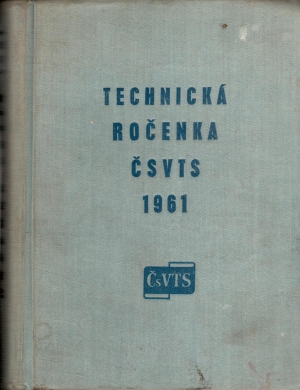 TECHNICKÁ
ROČENKA
ČSVTS
1961
ČsVTS